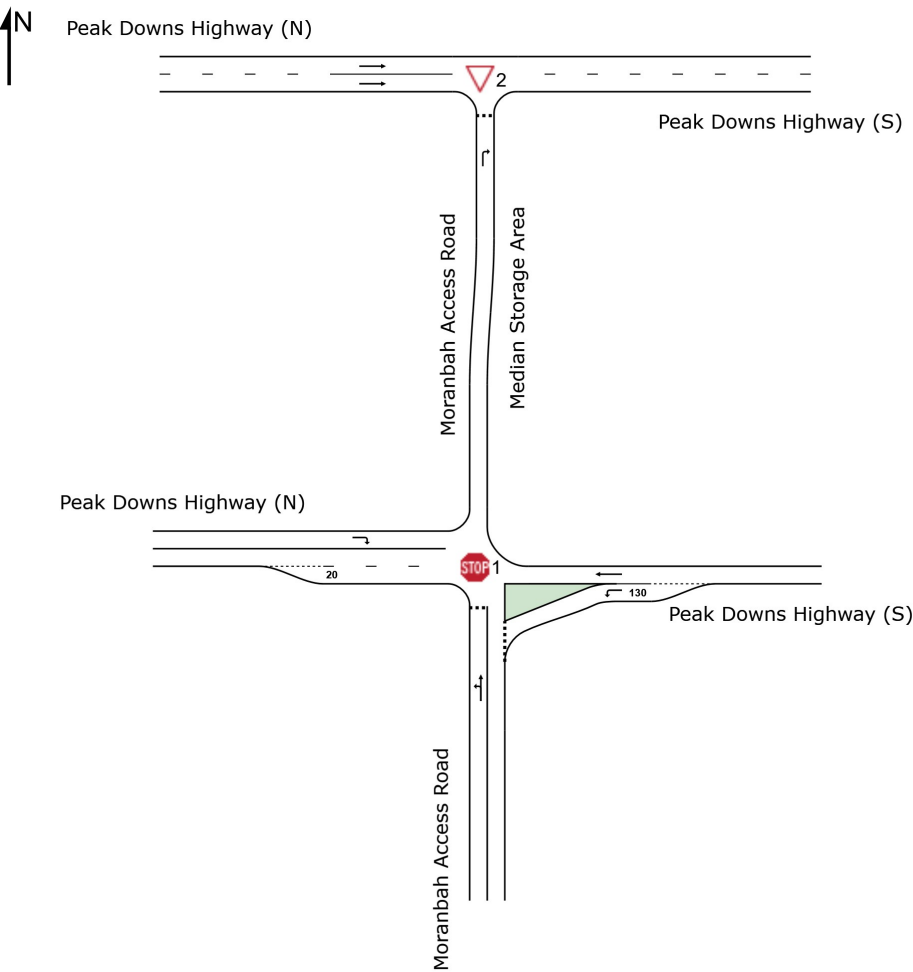 N
Peak Downs Highway (N)
2
Peak Downs Highway (S)
Moranbah Access Road
Median Storage Area
Peak Downs Highway (N)
20
STOP 1
130
Peak Downs Highway (S)
Moranbah Access Road